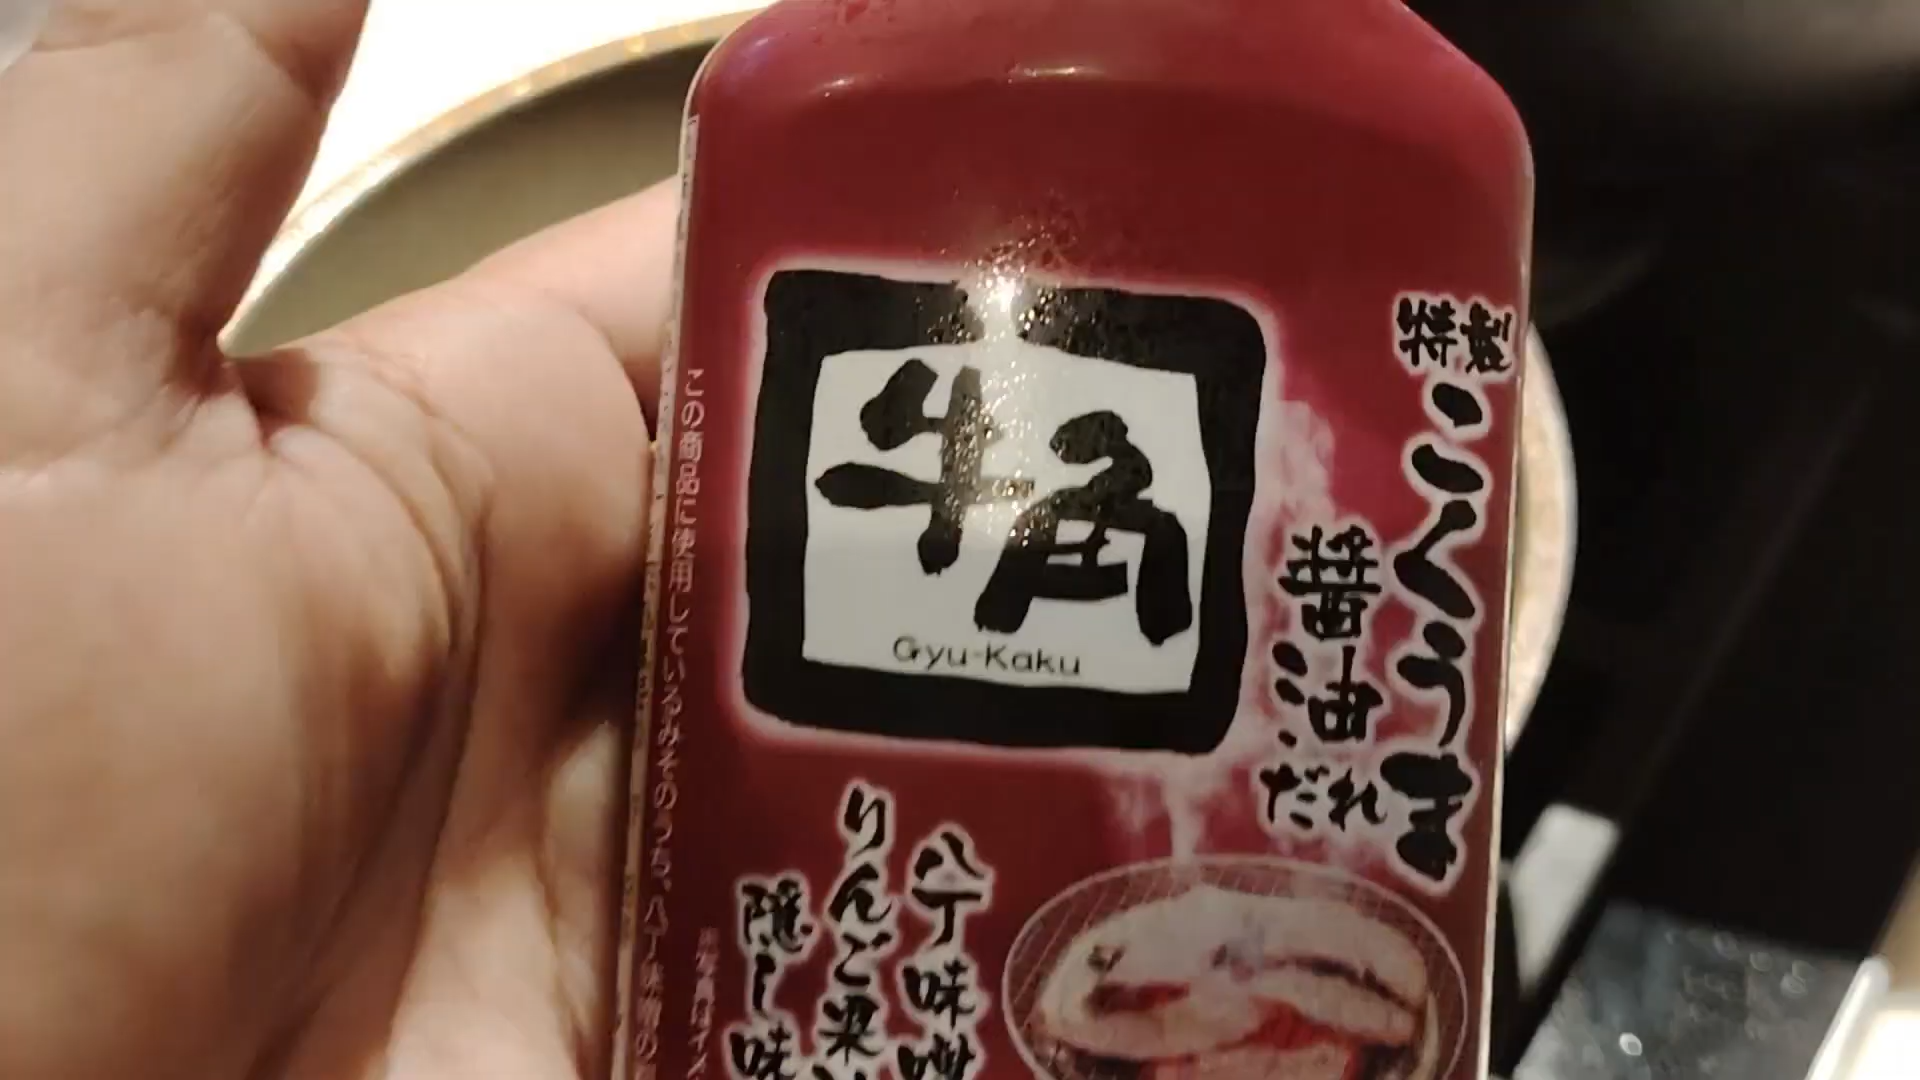 牛角
Gyu-Kaku
特製
こくうま
醤油
だれ
八丁味噌
りんご果
隠し味
この商品に使用しているみそのうち、八丁味噌の